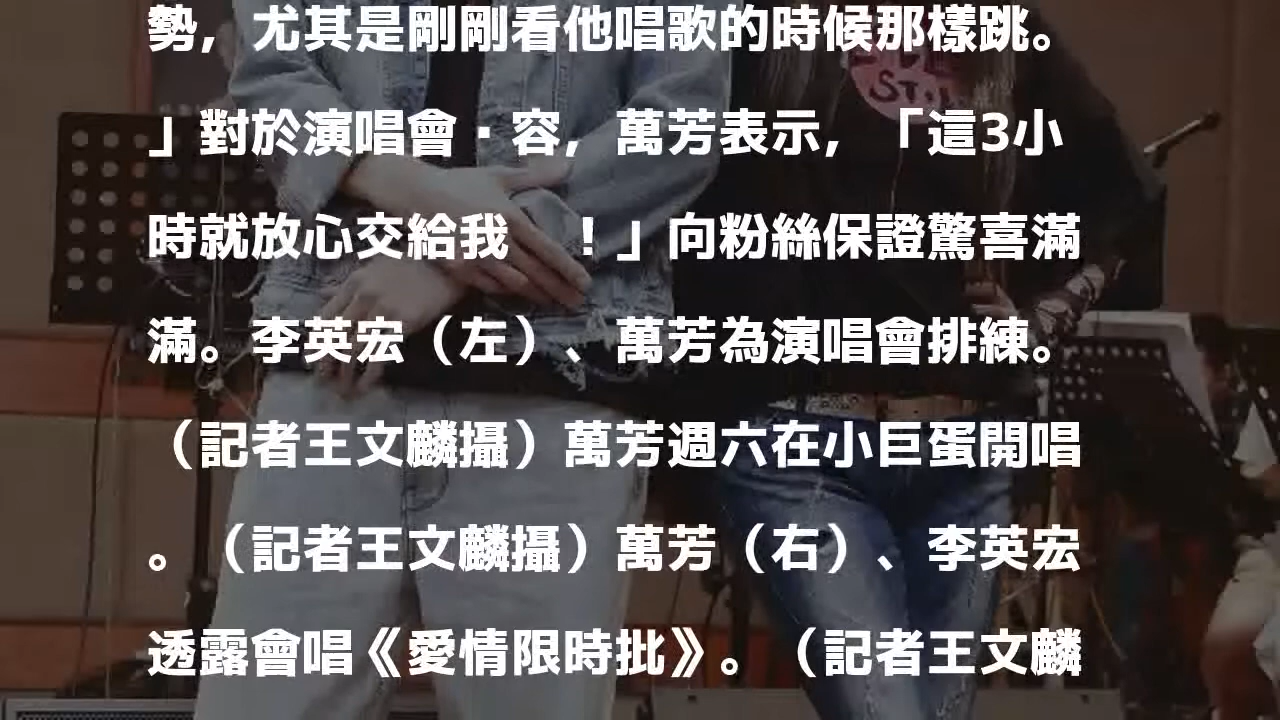 勢，尤其是剛剛看他唱歌的時候那樣跳。
」對於演唱會▪容，萬芳表示，「這3小
時就放心交給我　！」向粉絲保證驚喜滿
滿。李英宏（左）、萬芳為演唱會排練。
（記者王文麟攝）萬芳週六在小巨蛋開唱
。（記者王文麟攝）萬芳（右）、李英宏
透露會唱《愛情限時批》。（記者王文麟